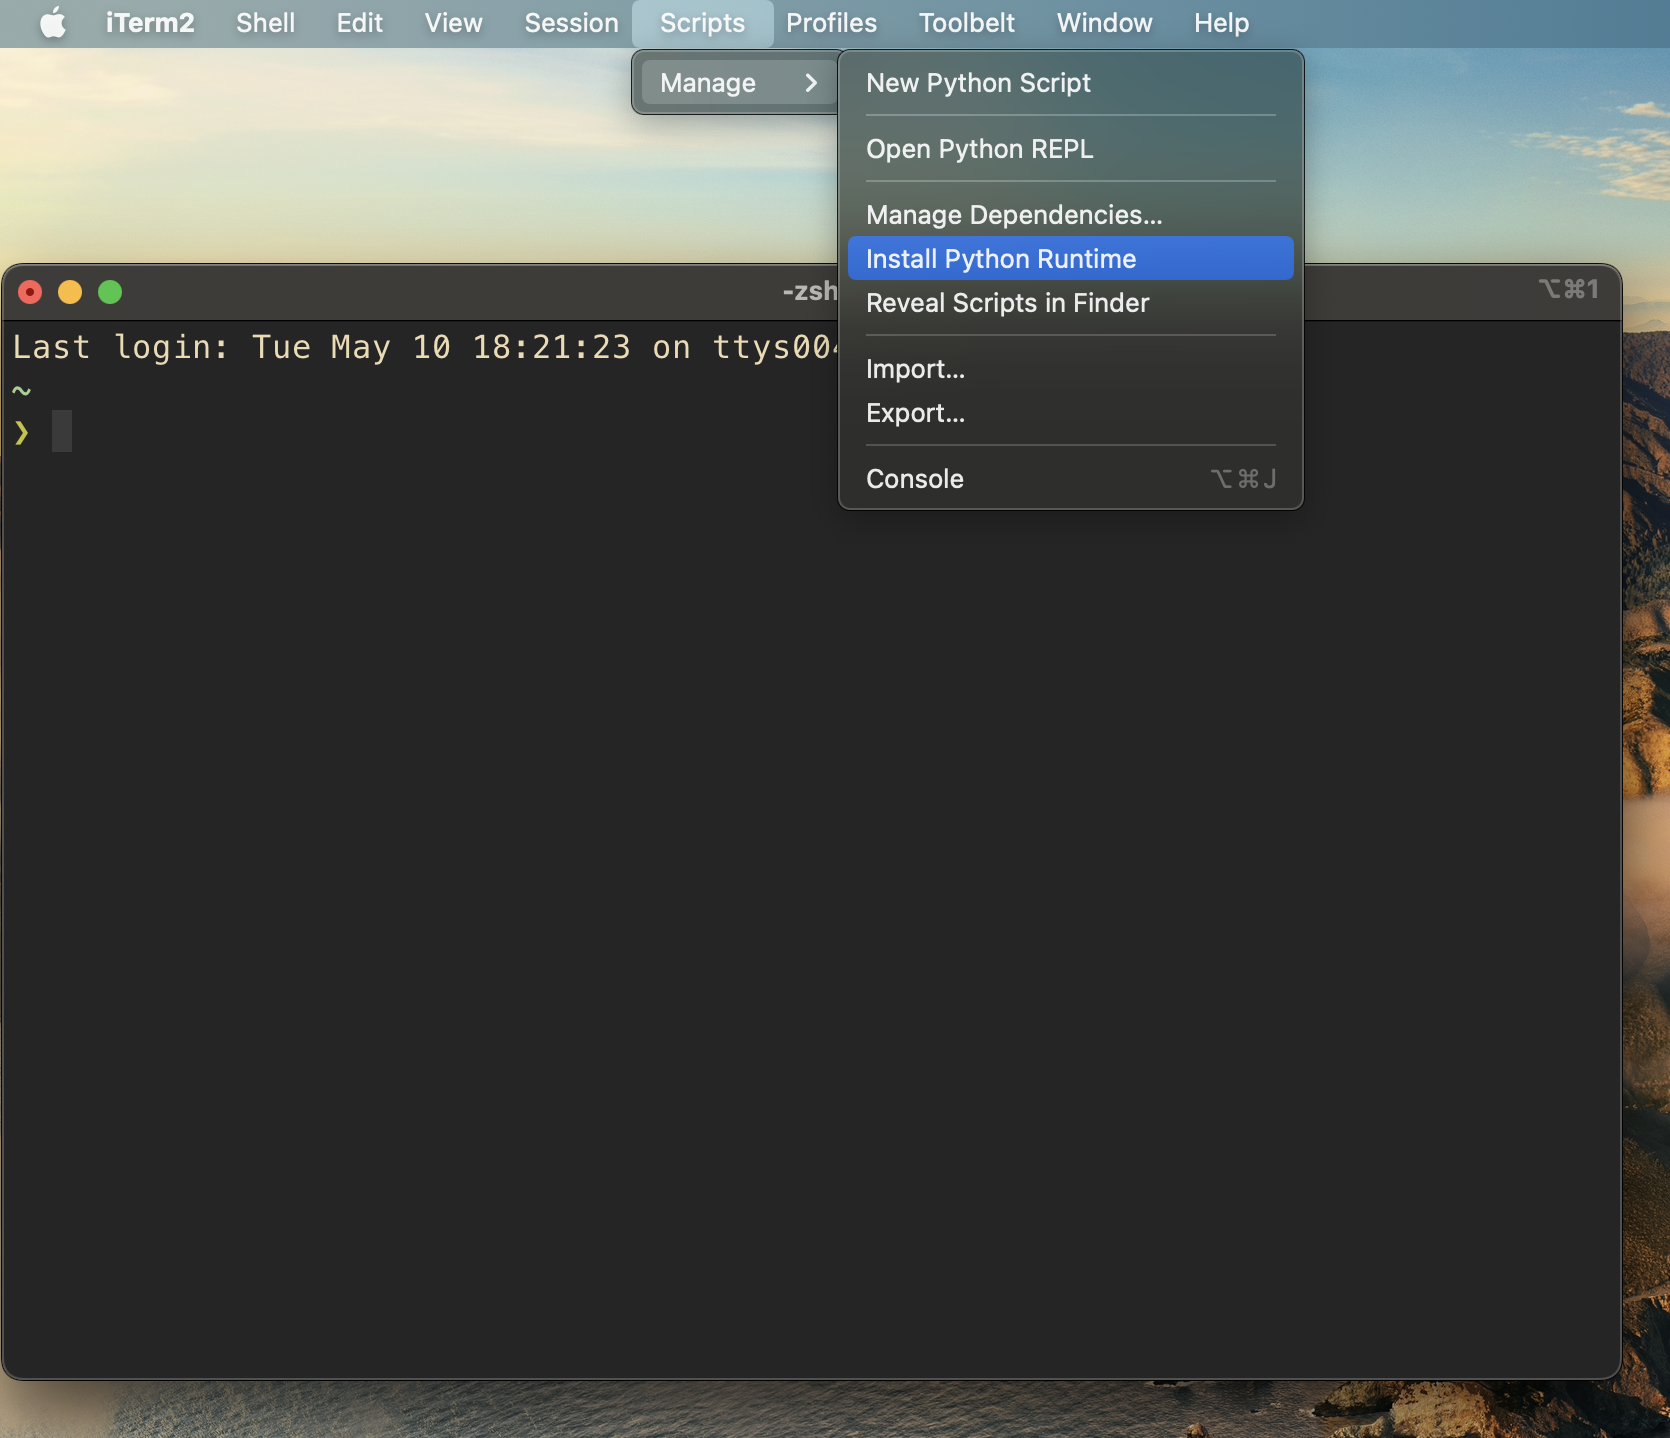 iTerm2 Shell Edit View Session Scripts Profiles Toolbelt Window Help
Manage
New Python Script
Open Python REPL
Manage Dependencies...
Install Python Runtime
Reveal Scripts in Finder
Import...
Export...
Console ⌥⌘J
-zsh ⌥⌘1
Last login: Tue May 10 18:21:23 on ttys004
~
❯